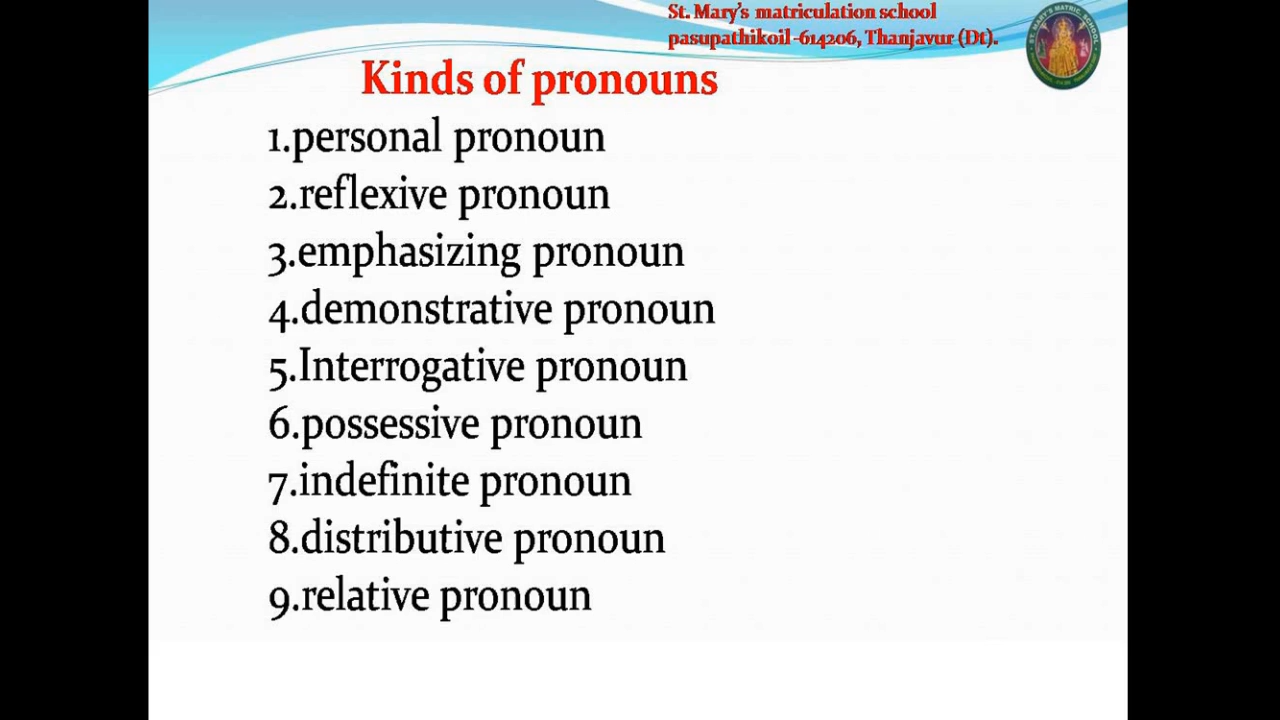 St. Mary's matriculation school
pasupathikoil -614206, Thanjavur (Dt).
Kinds of pronouns
1.personal pronoun
2.reflexive pronoun
3.emphasizing pronoun
4.demonstrative pronoun
5.Interrogative pronoun
6.possessive pronoun
7.indefinite pronoun
8.distributive pronoun
9.relative pronoun